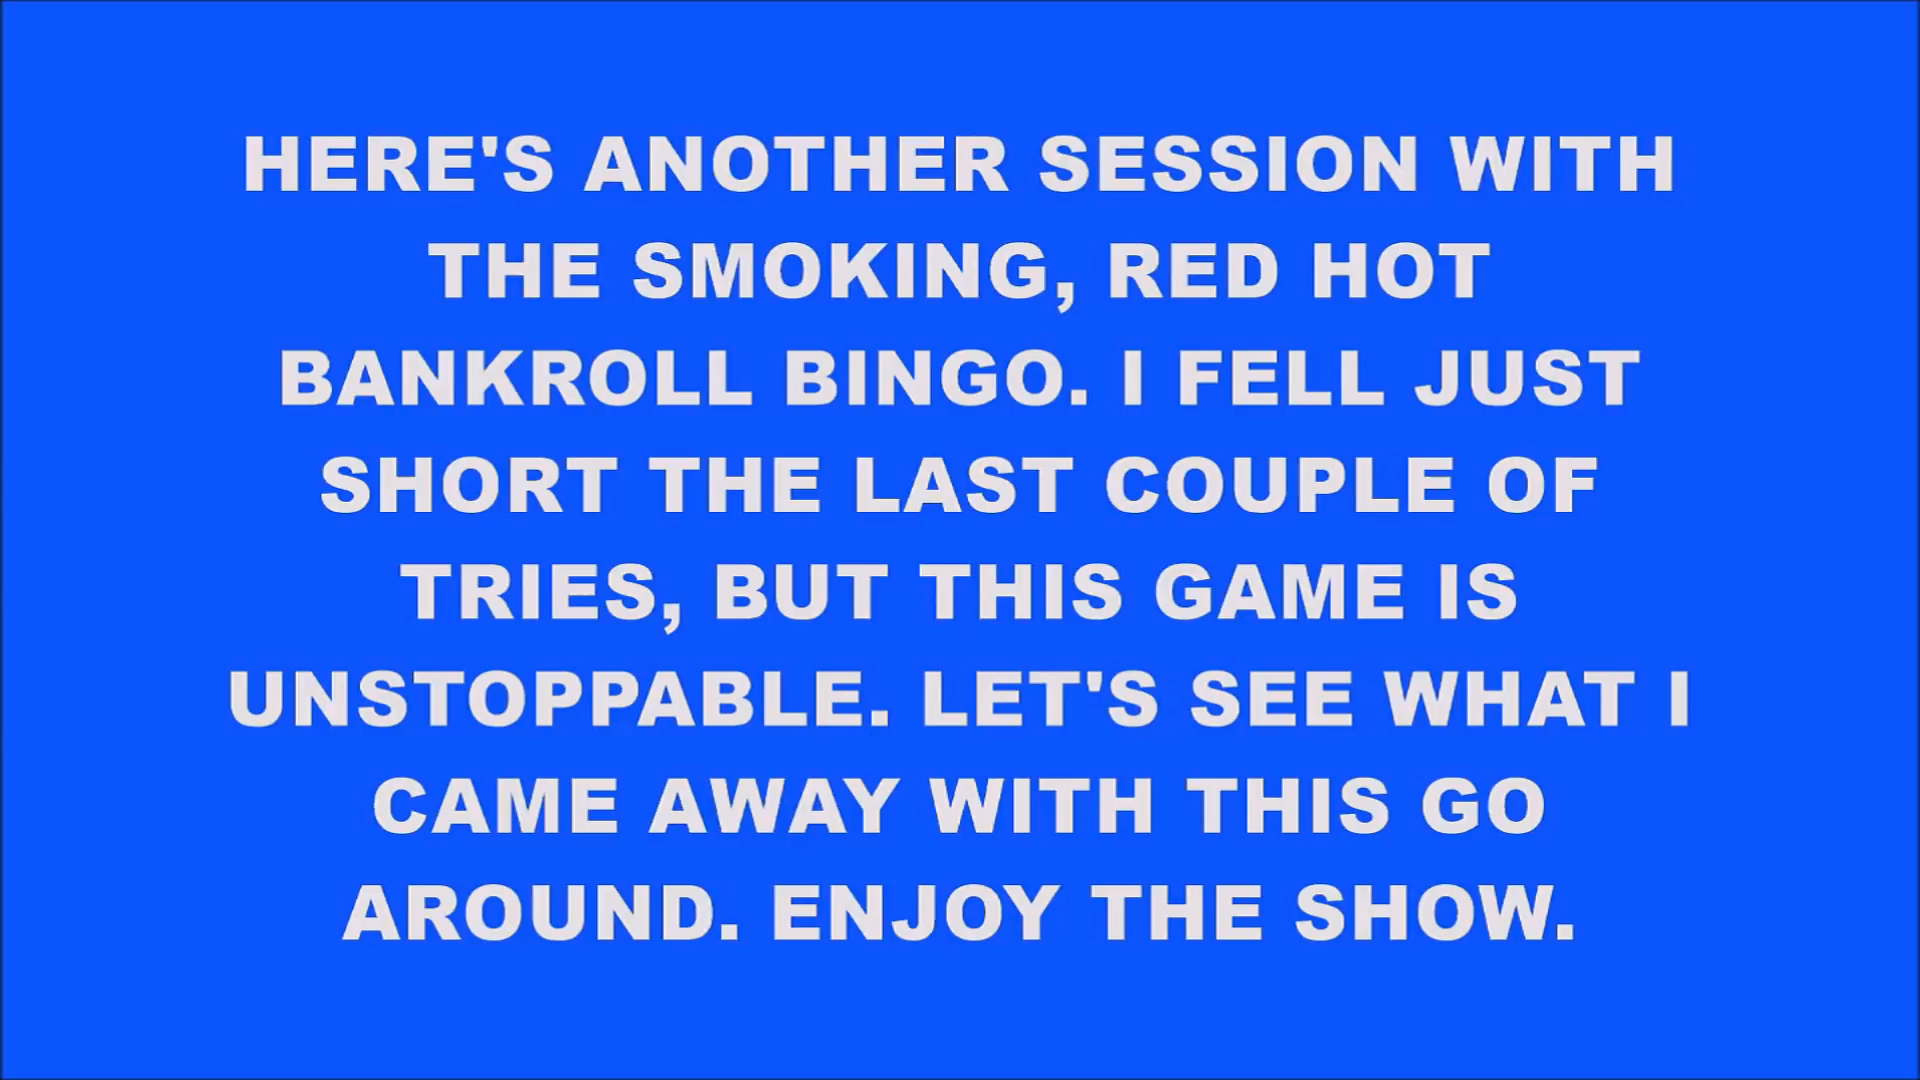 HERE'S ANOTHER SESSION WITH
THE SMOKING, RED HOT
BANKROLL BINGO. I FELL JUST
SHORT THE LAST COUPLE OF
TRIES, BUT THIS GAME IS
UNSTOPPABLE. LET'S SEE WHAT I
CAME AWAY WITH THIS GO
AROUND. ENJOY THE SHOW.